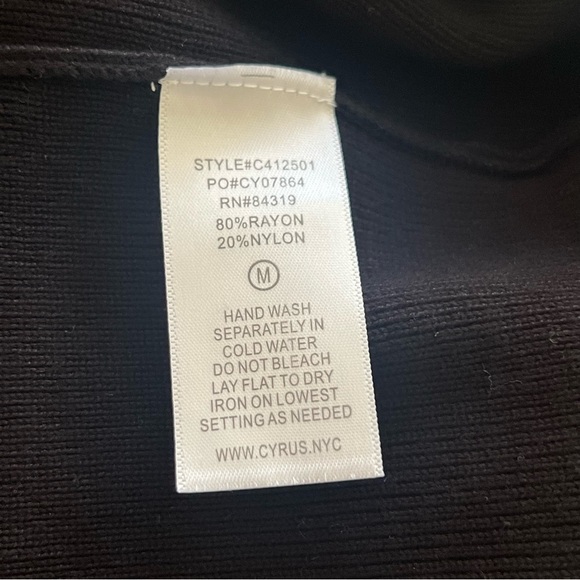 STYLE#C412501
PO#CY07864
RN#84319
80%RAYON
20%NYLON
M
HAND WASH
SEPARATELY IN
COLD WATER
DO NOT BLEACH
LAY FLAT TO DRY
IRON ON LOWEST
SETTING AS NEEDED
WWW.CYRUS.NYC